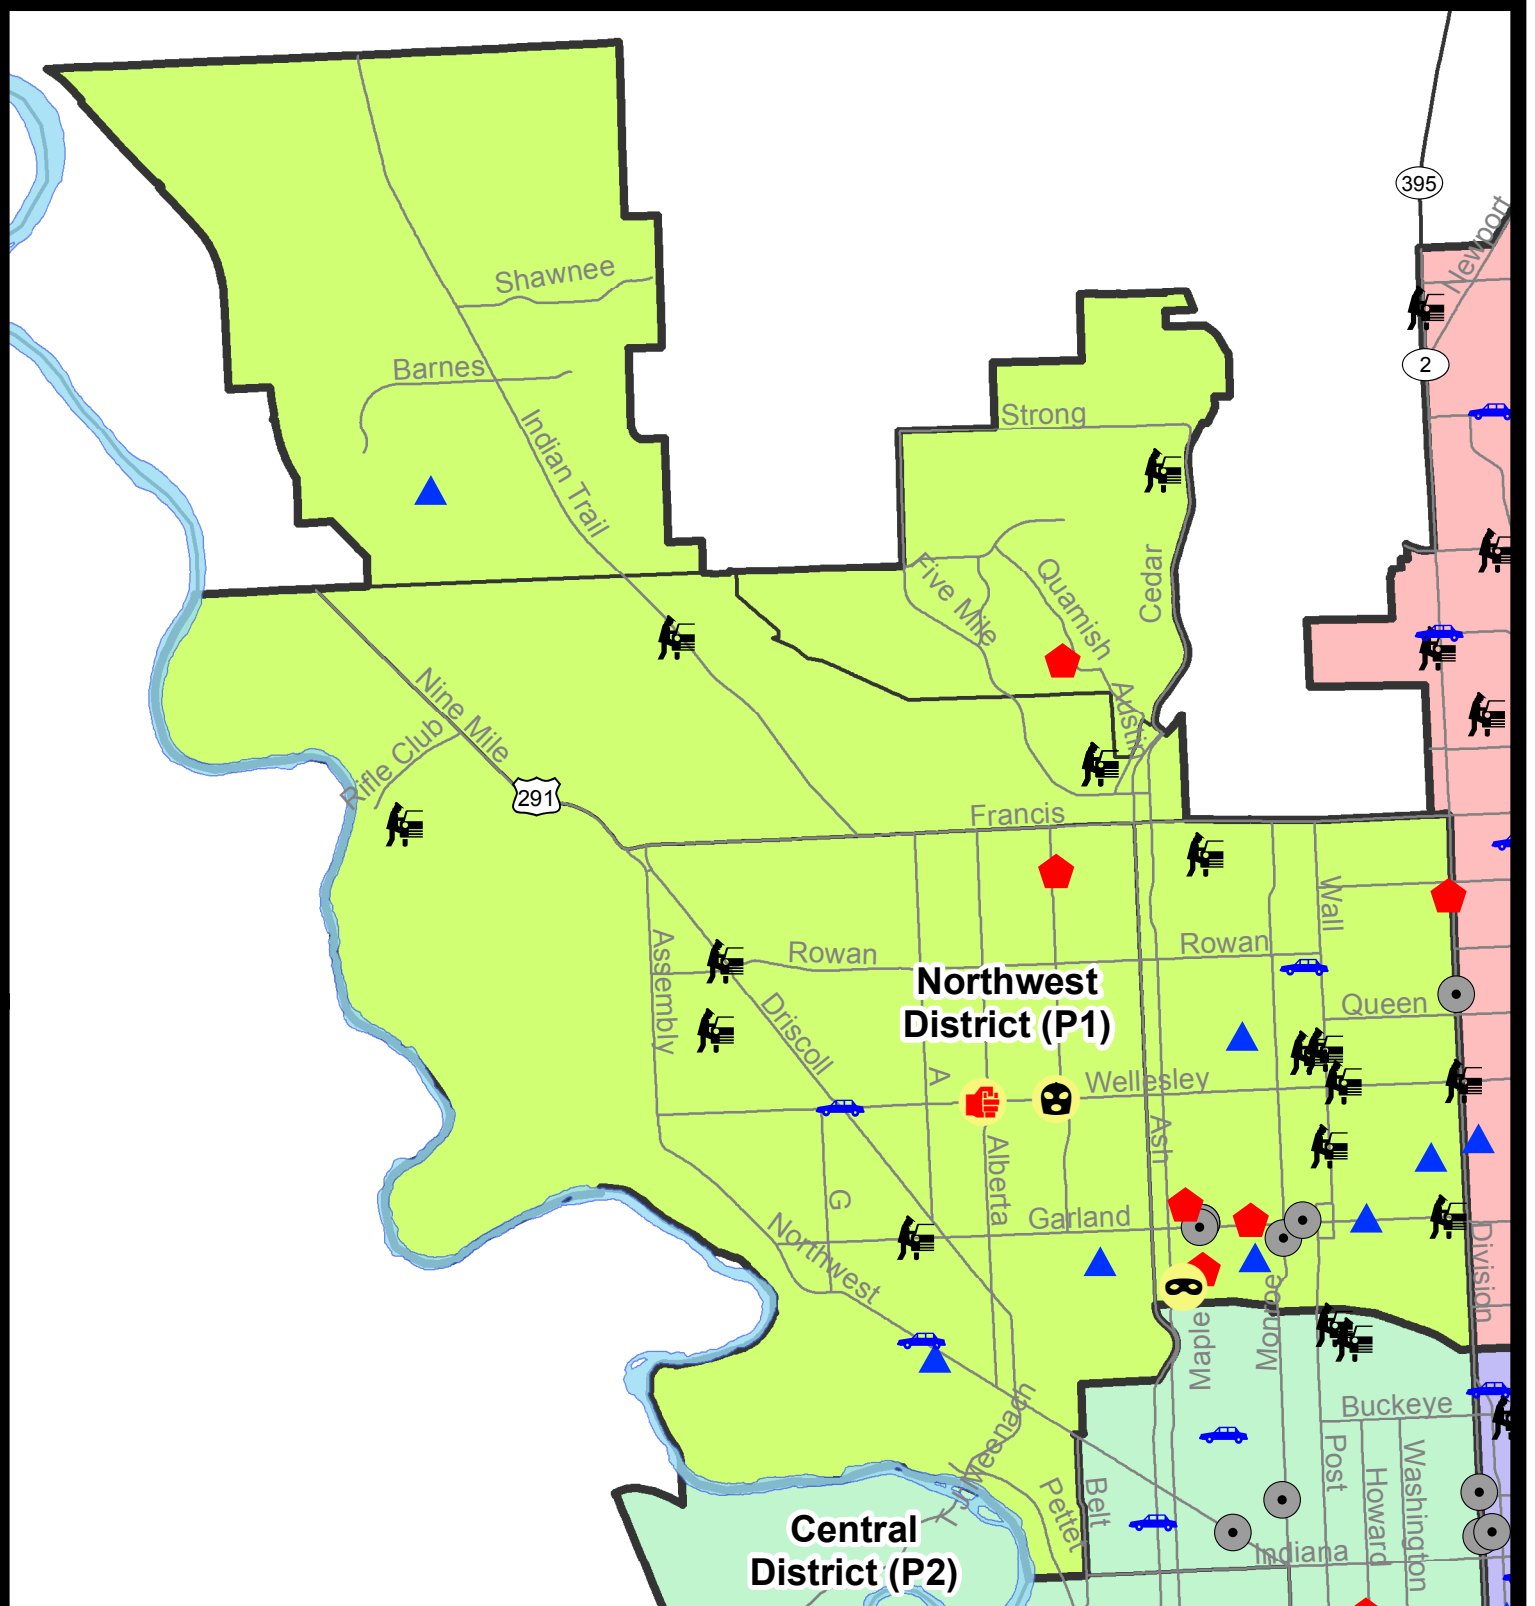 395
Newport
Shawnee
2
Barnes
Strong
Indian Trail
Five Mile
Quamish
Cedar
Nine Mile
Rifle Club
Austin
291
Francis
Wall
Assembly
Rowan
Rowan
Northwest
District (P1)
Driscoll
Queen
A
Wellesley
Ash
Alberta
G
Garland
Northwest
Division
Maple
Monroe
Buckeye
Post
Howard
Washington
Pettet
Belt
Central
District (P2)
Indiana